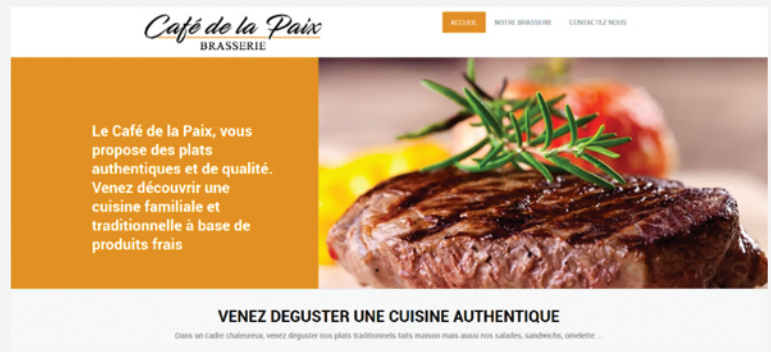 Café de la Paix
BRASSERIE
ACCUEIL NOTRE BRASSERIE CONTACTEZ NOUS
Le Café de la Paix, vous
propose des plats
authentiques et de qualité.
Venez découvrir une
cuisine familiale et
traditionnelle à base de
produits frais
VENEZ DEGUSTER UNE CUISINE AUTHENTIQUE
Dans un cadre chaleureux, venez déguster nos plats traditionnels faits maison mais aussi nos salades, sandwichs, omelette ...